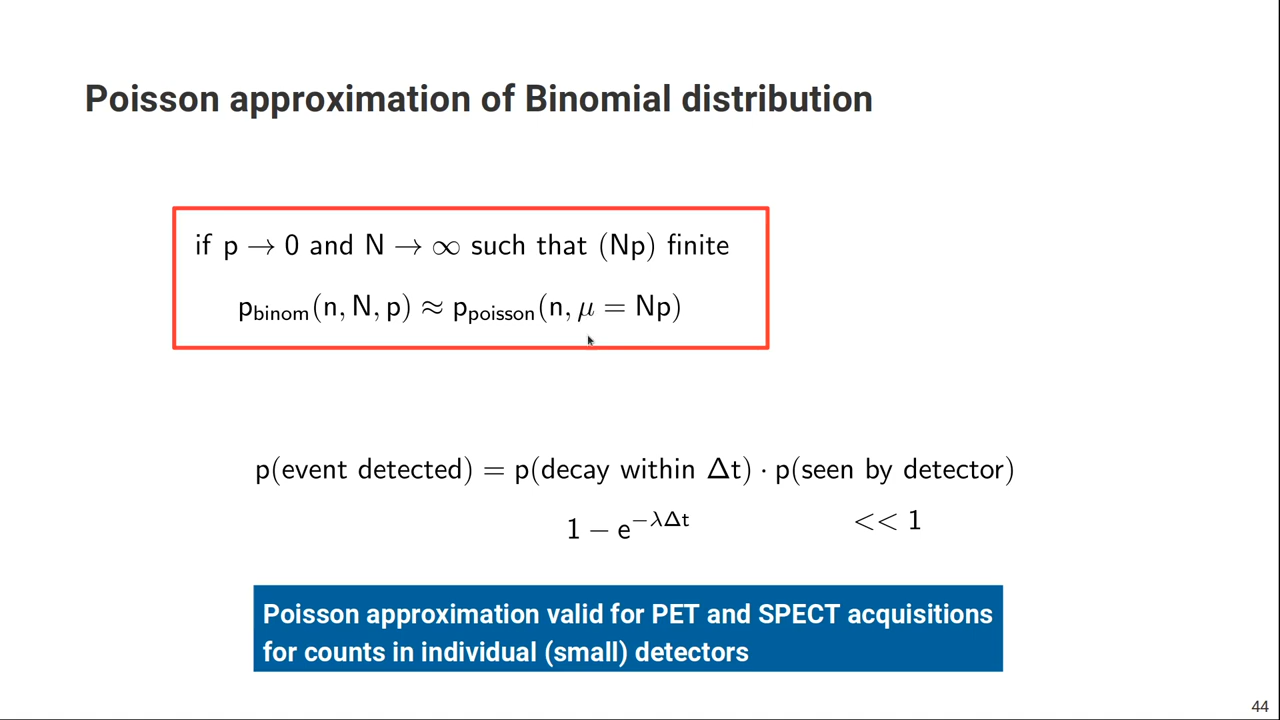 Poisson approximation of Binomial distribution
if p → 0 and N → ∞ such that (Np) finite
p_binom(n, N, p) ≈ p_poisson(n, μ = Np)
p(event detected) = p(decay within Δt) · p(seen by detector)
1 − e^{−λΔt} << 1
Poisson approximation valid for PET and SPECT acquisitions
for counts in individual (small) detectors
44